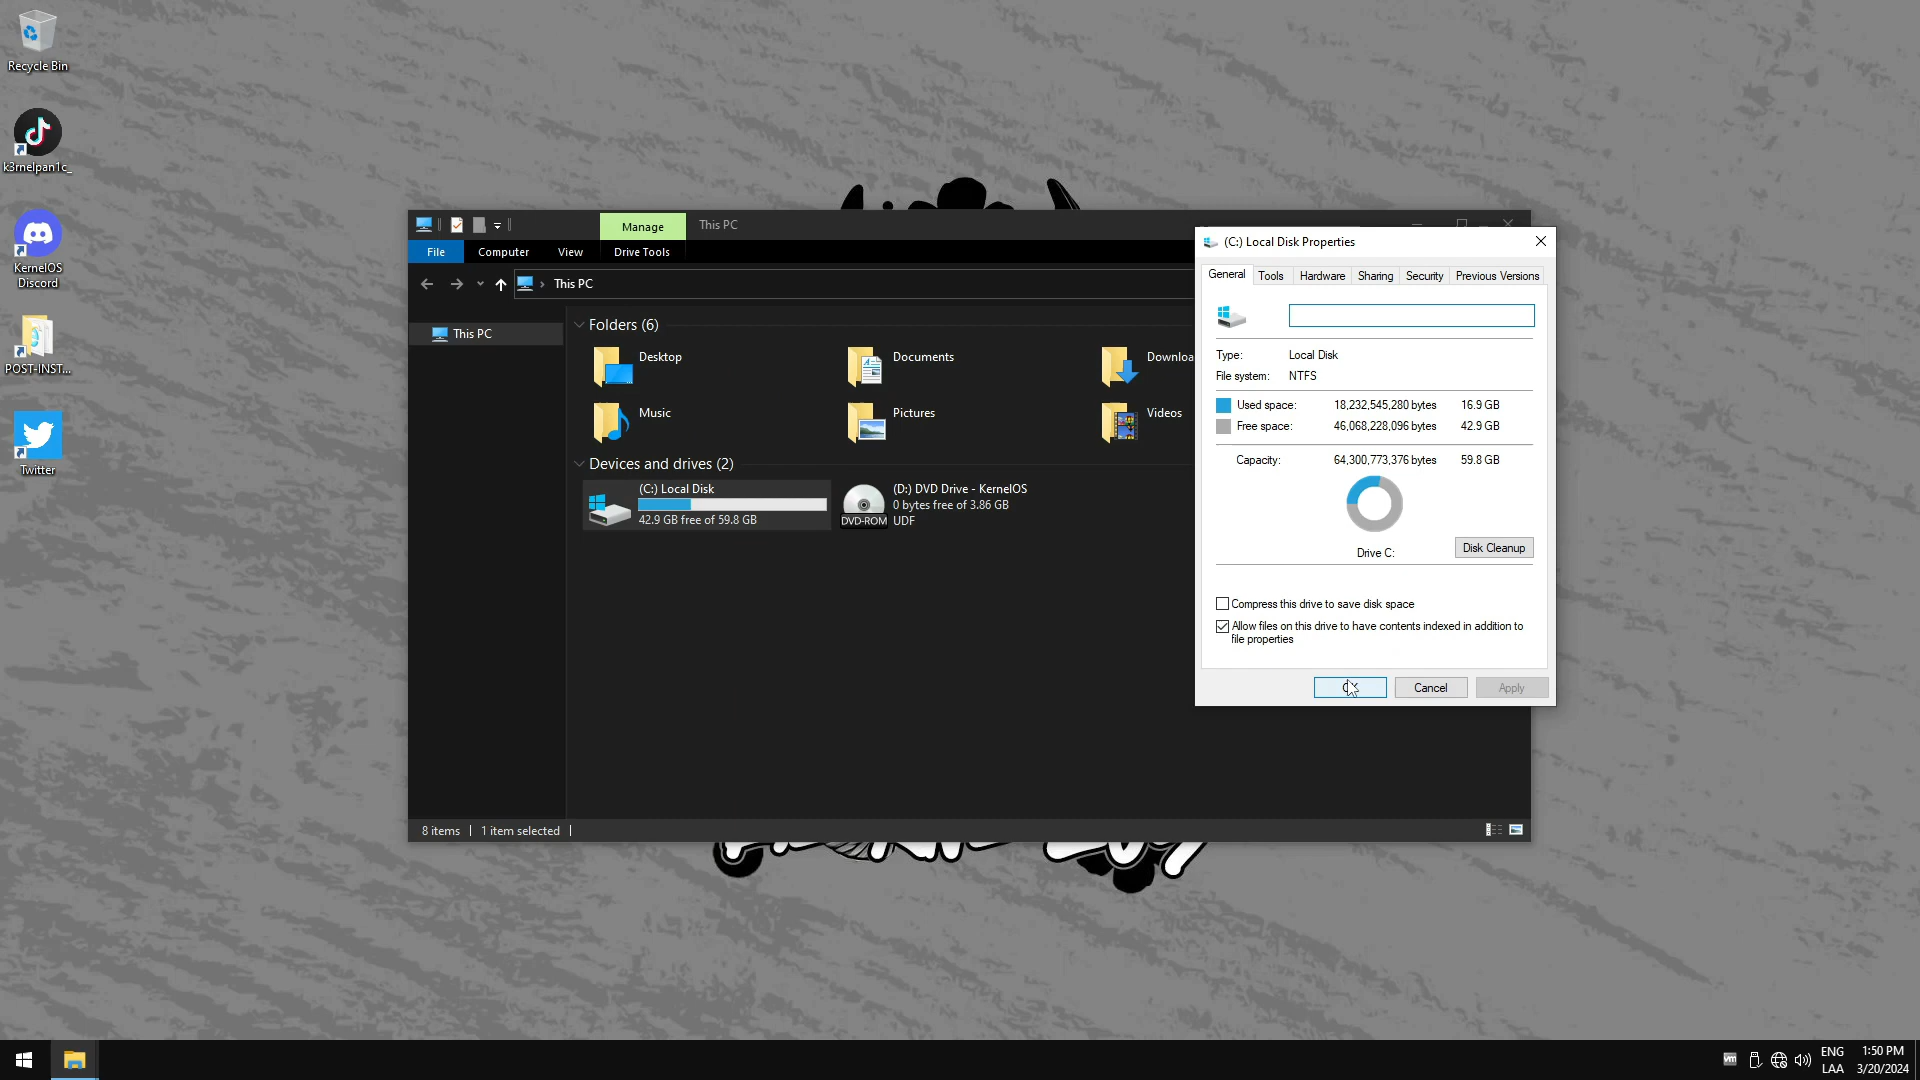 Recycle Bin
k3rnelpan1c_
KernelOS
Discord
POST-INST...
Twitter
Manage
This PC
File
Computer
View
Drive Tools
This PC
This PC
Folders (6)
Desktop
Documents
Downloa
Music
Pictures
Videos
Devices and drives (2)
(C:) Local Disk
42.9 GB free of 59.8 GB
(D:) DVD Drive - KernelOS
0 bytes free of 3.86 GB
DVD-ROM
UDF
8 items
1 item selected
(C:) Local Disk Properties
General
Tools
Hardware
Sharing
Security
Previous Versions
Type: Local Disk
File system: NTFS
Used space: 18,232,545,280 bytes 16.9 GB
Free space: 46,068,228,096 bytes 42.9 GB
Capacity: 64,300,773,376 bytes 59.8 GB
Drive C:
Disk Cleanup
Compress this drive to save disk space
Allow files on this drive to have contents indexed in addition to
file properties
Cancel
Apply
vm
ENG
LAA
1:50 PM
3/20/2024